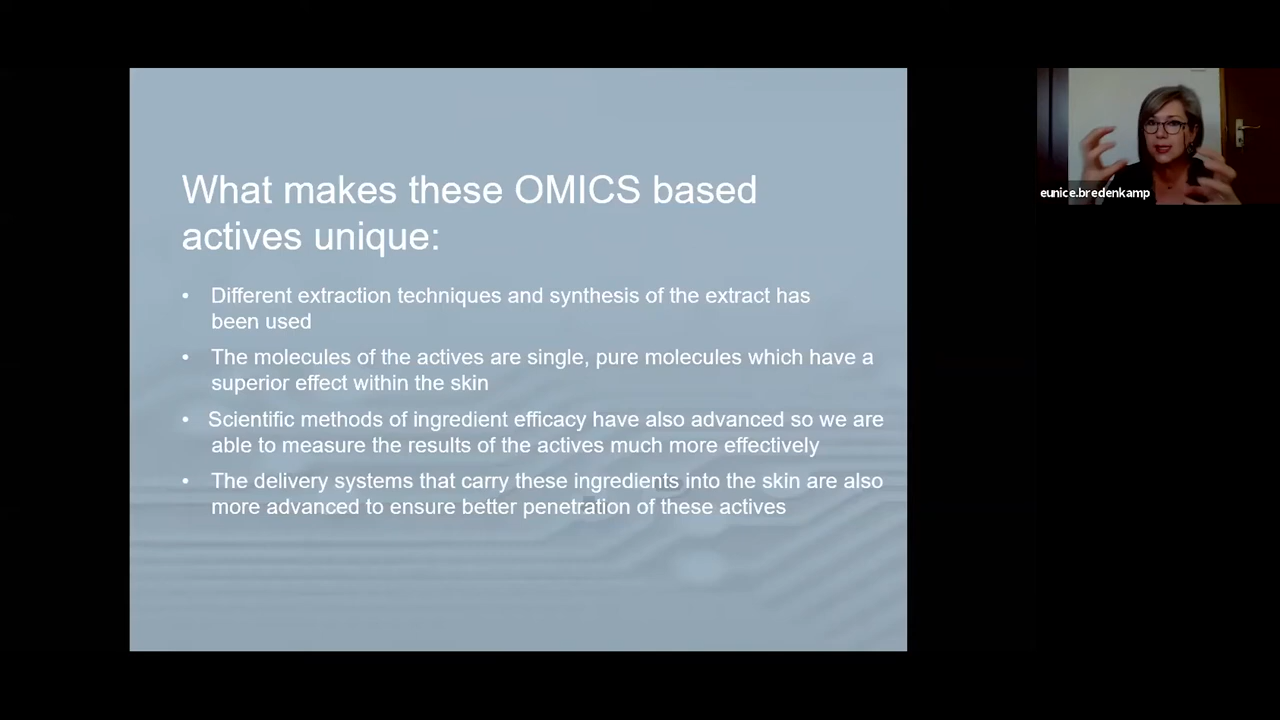 What makes these OMICS based
actives unique:
• Different extraction techniques and synthesis of the extract has
been used
• The molecules of the actives are single, pure molecules which have a
superior effect within the skin
• Scientific methods of ingredient efficacy have also advanced so we are
able to measure the results of the actives much more effectively
• The delivery systems that carry these ingredients into the skin are also
more advanced to ensure better penetration of these actives
eunice.bredenkamp